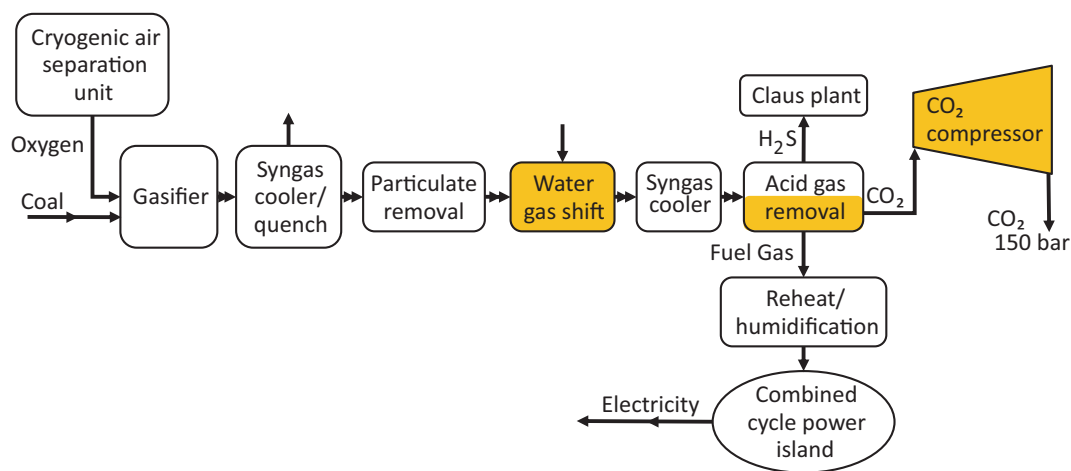 Cryogenic air
separation
unit
Oxygen
Coal
Gasifier
Syngas
cooler/
quench
Particulate
removal
Water
gas shift
Syngas
cooler
Claus plant
H₂S
Acid gas
removal
CO₂
CO₂
compressor
CO₂
150 bar
Fuel Gas
Reheat/
humidification
Combined
cycle power
island
Electricity